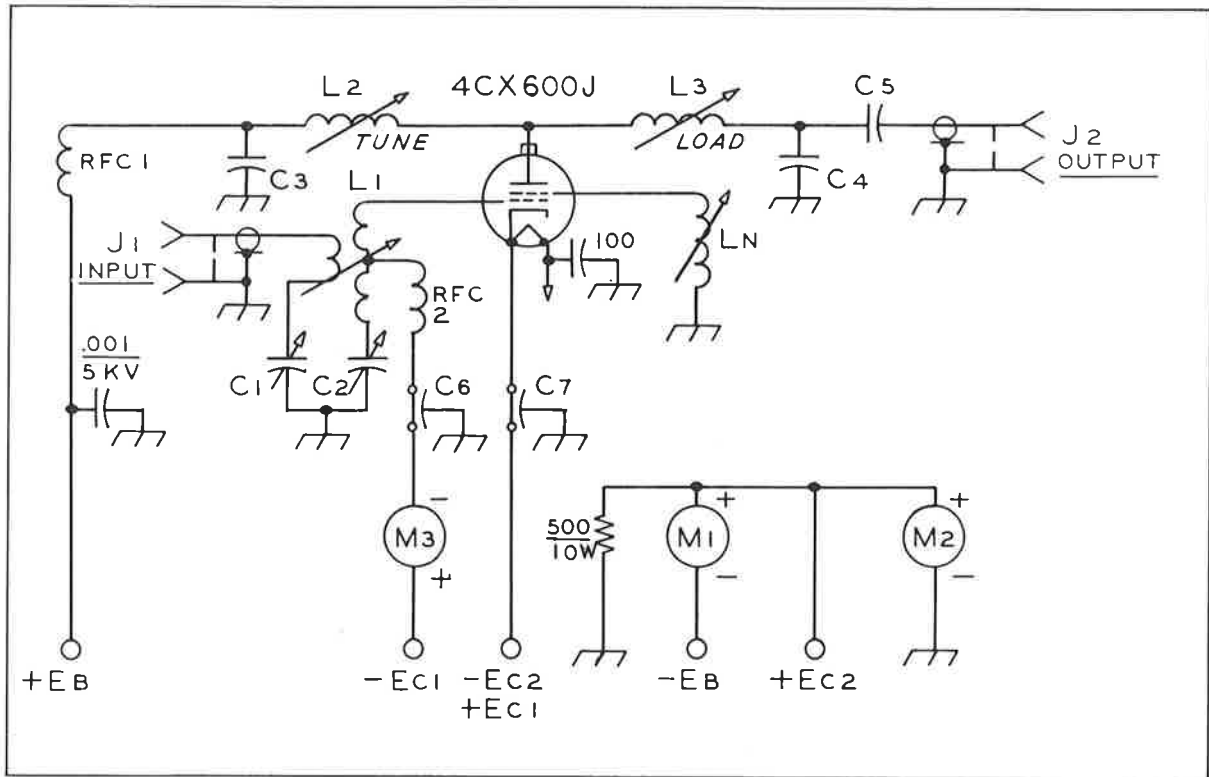 L2
4CX600J
L3
C5
TUNE
LOAD
J2
OUTPUT
RFC1
C3
C4
L1
J1
INPUT
100
LN
RFC
2
.001
5KV
C1
C2
C6
C7
-
+
+
M3
500
10W
M1
M2
+
-
-
+EB
-EC1
-EC2
+EC1
-EB
+EC2